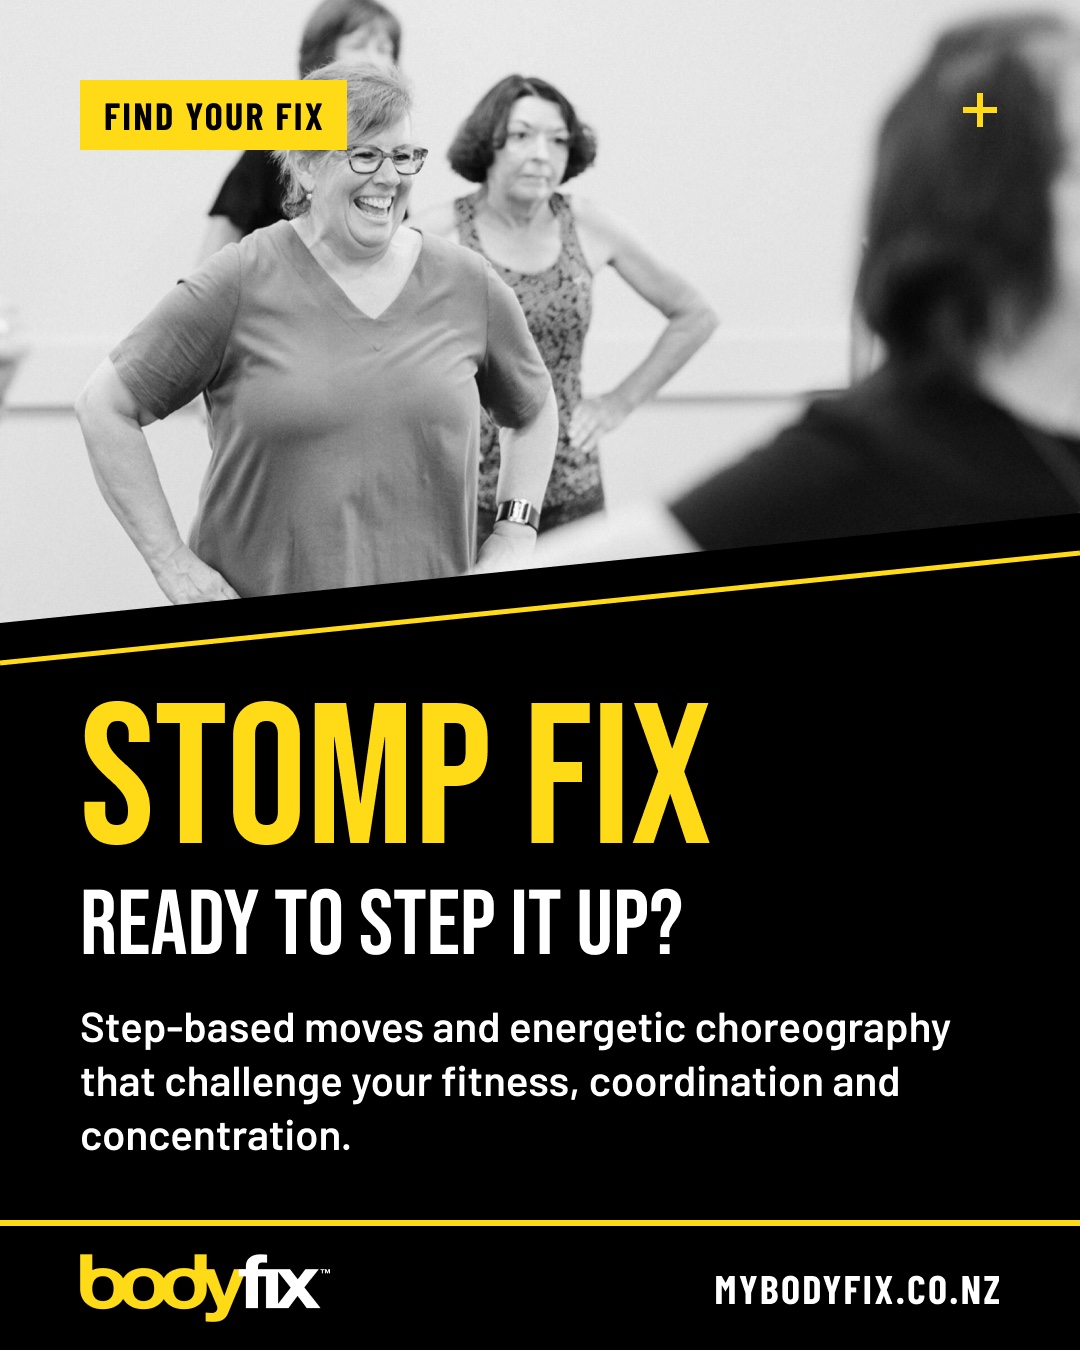 FIND YOUR FIX
STOMP FIX
READY TO STEP IT UP?
Step-based moves and energetic choreography
that challenge your fitness, coordination and
concentration.
bodyfix™
MYBODYFIX.CO.NZ